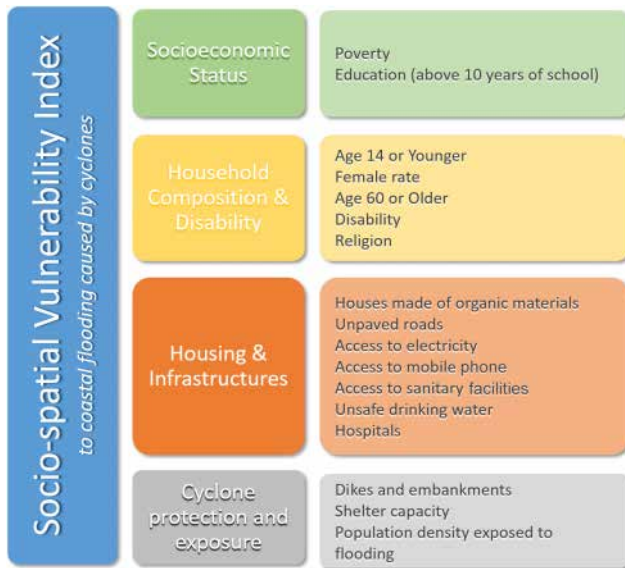 Socio-spatial Vulnerability Index
to coastal flooding caused by cyclones
Socioeconomic
Status
Poverty
Education (above 10 years of school)
Household
Composition &
Disability
Age 14 or Younger
Female rate
Age 60 or Older
Disability
Religion
Housing &
Infrastructures
Houses made of organic materials
Unpaved roads
Access to electricity
Access to mobile phone
Access to sanitary facilities
Unsafe drinking water
Hospitals
Cyclone
protection and
exposure
Dikes and embankments
Shelter capacity
Population density exposed to
flooding